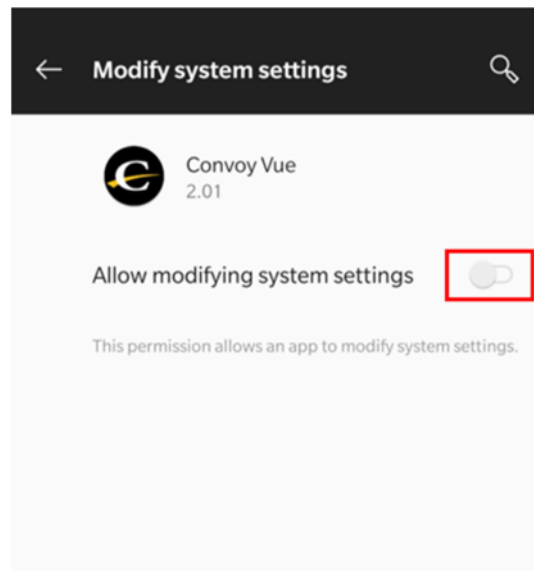 Modify system settings
Convoy Vue
2.01
Allow modifying system settings
This permission allows an app to modify system settings.